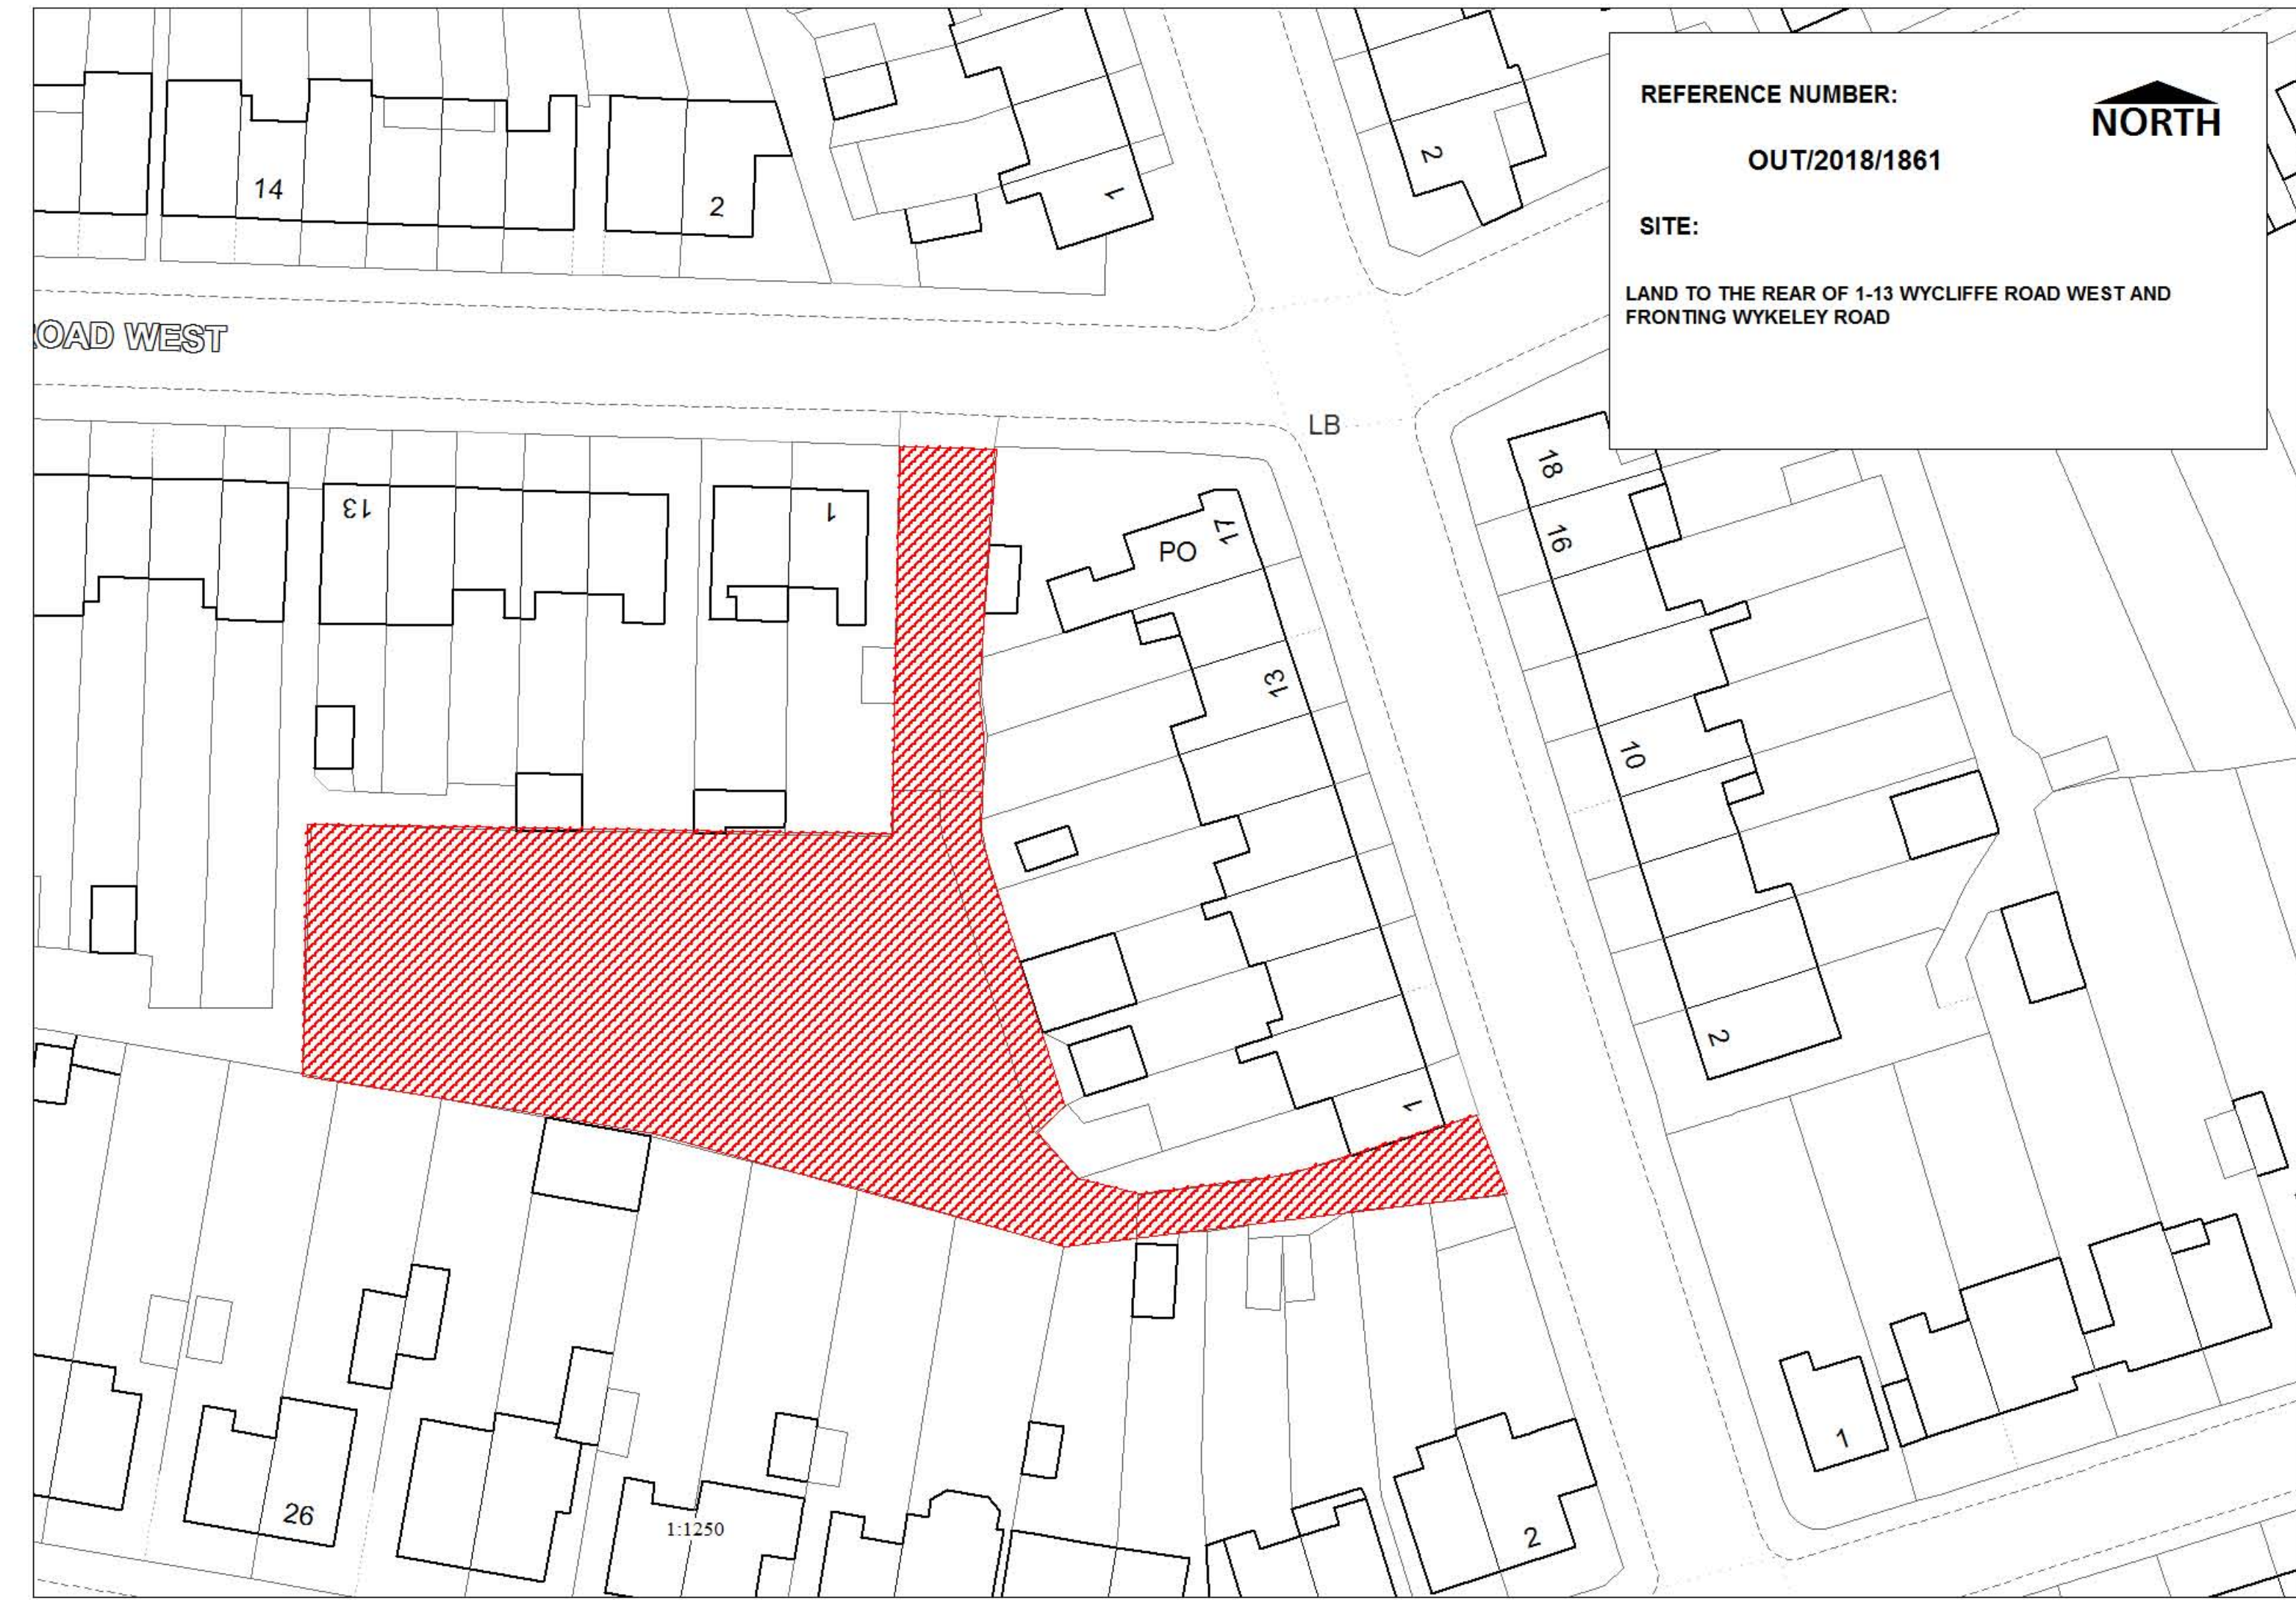 REFERENCE NUMBER:
NORTH
OUT/2018/1861
SITE:
LAND TO THE REAR OF 1-13 WYCLIFFE ROAD WEST AND
FRONTING WYKELEY ROAD
14
2
1
2
ROAD WEST
LB
13
1
17
PO
18
16
13
10
2
1
26
1:1250
2
1